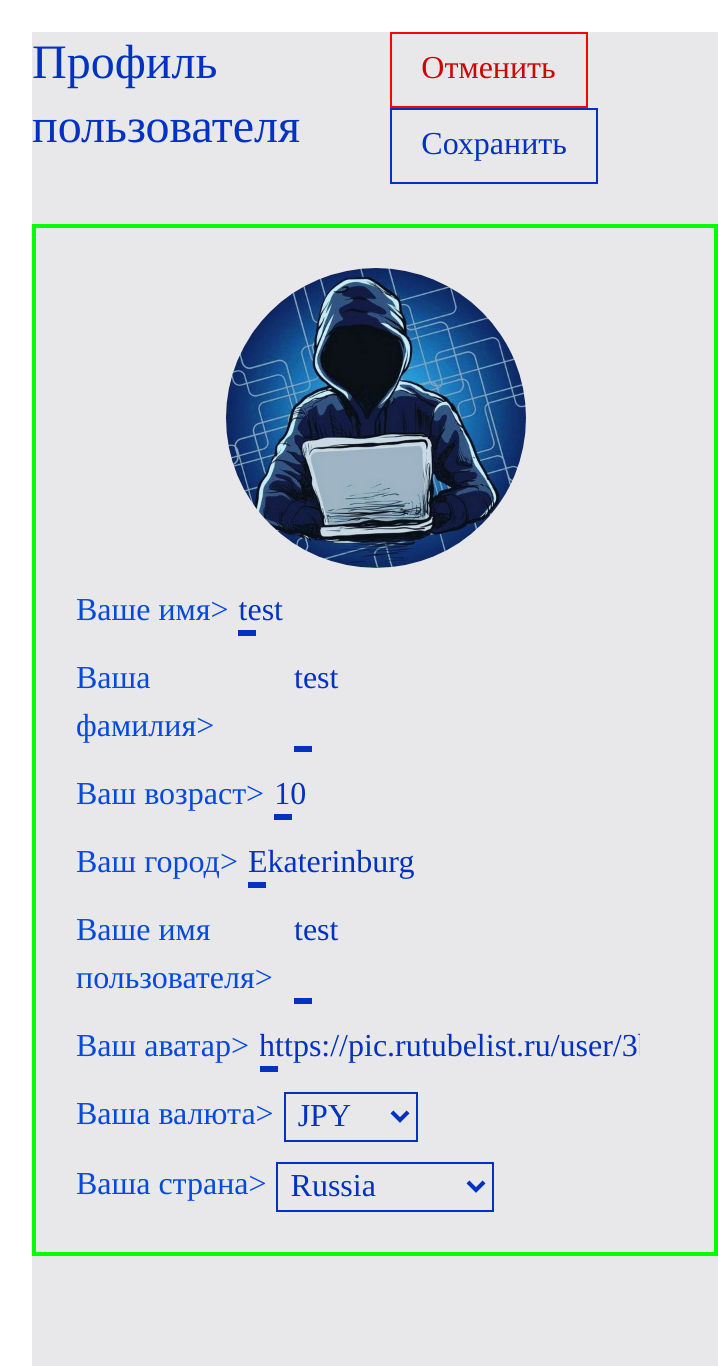 Профиль
пользователя
Отменить
Сохранить
Ваше имя> test
Ваша test
фамилия>
Ваш возраст> 10
Ваш город> Ekaterinburg
Ваше имя test
пользователя>
Ваш аватар> https://pic.rutubelist.ru/user/3
Ваша валюта> JPY
Ваша страна> Russia